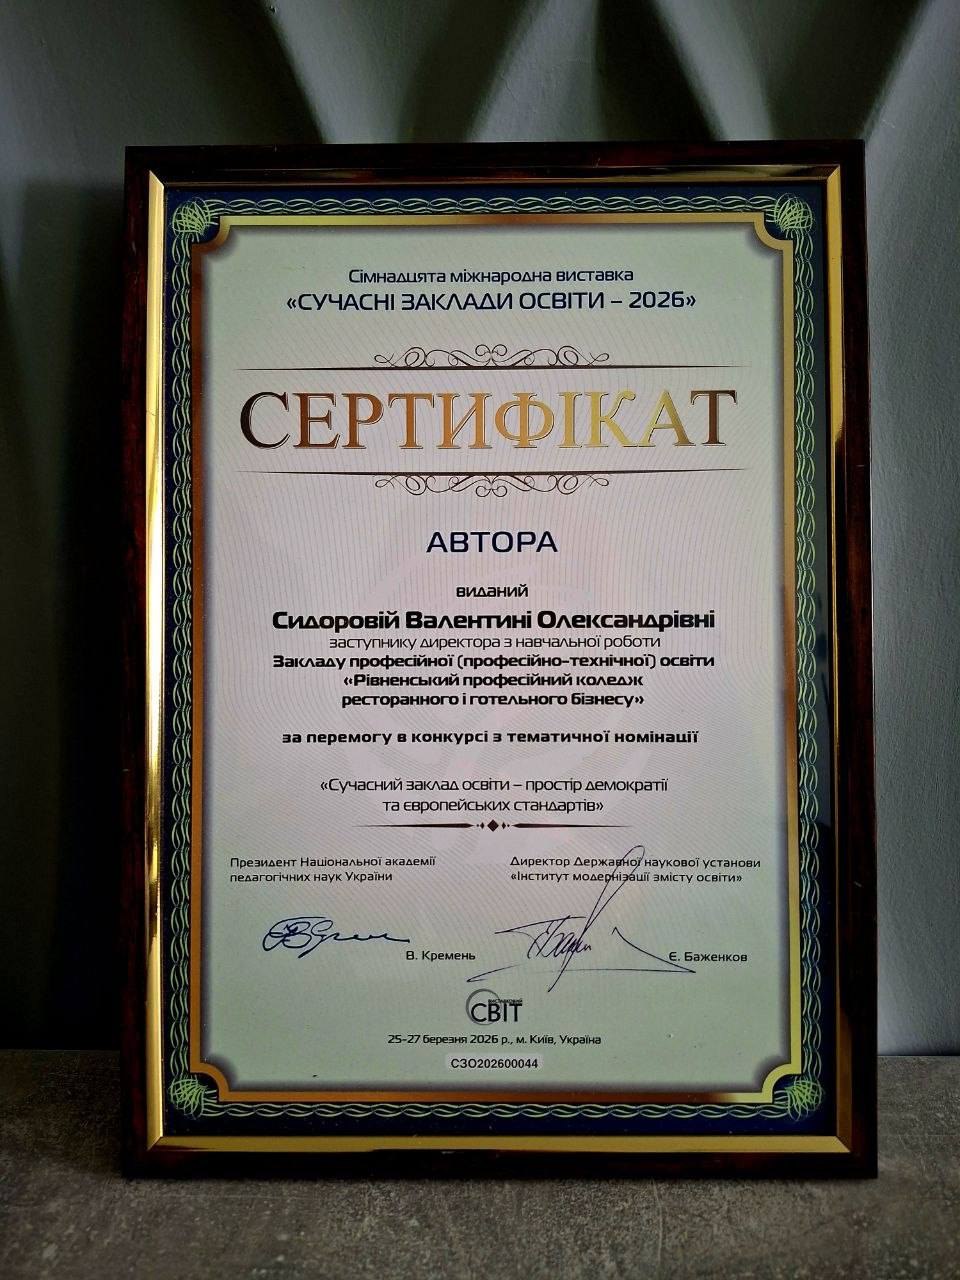 Сімнадцята міжнародна виставка
«СУЧАСНІ ЗАКЛАДИ ОСВІТИ – 2026»
СЕРТИФІКАТ
АВТОРА
виданий
Сидоровій Валентині Олександрівні
заступнику директора з навчальної роботи
Закладу професійної (професійно-технічної) освіти
«Рівненський професійний коледж
ресторанного і готельного бізнесу»
за перемогу в конкурсі з тематичної номінації
«Сучасний заклад освіти – простір демократії
та європейських стандартів»
Президент Національної академії
педагогічних наук України
В. Кремень
Директор Державної наукової установи
«Інститут модернізації змісту освіти»
Є. Баженков
ВИСТАВКОВИЙ
СВІТ
25-27 березня 2026 р., м. Київ, Україна
СЗО202600044